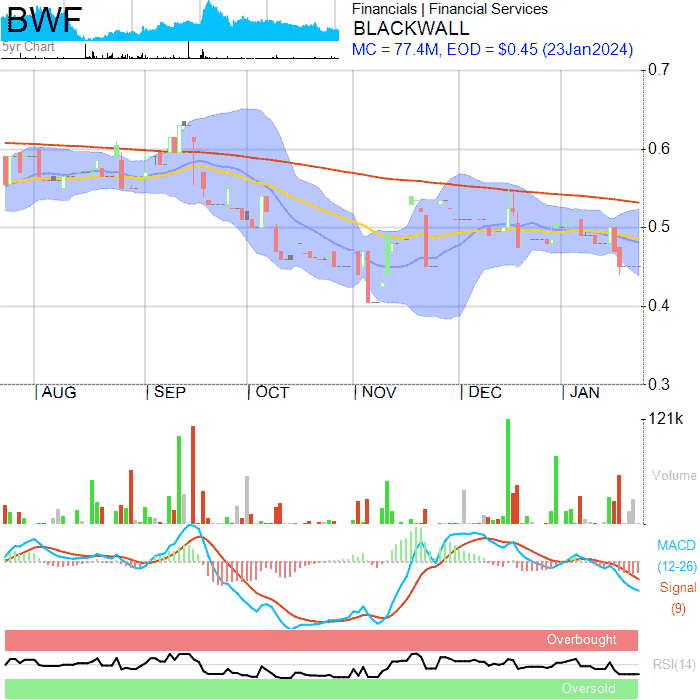 BWF
5yr Chart
Financials | Financial Services
BLACKWALL
MC = 77.4M, EOD = $0.45 (23Jan2024)
0.7
0.6
0.5
0.4
0.3
AUG SEP OCT NOV DEC JAN
121k
Volume
MACD
(12-26)
Signal
(9)
Overbought
RSI(14)
Oversold